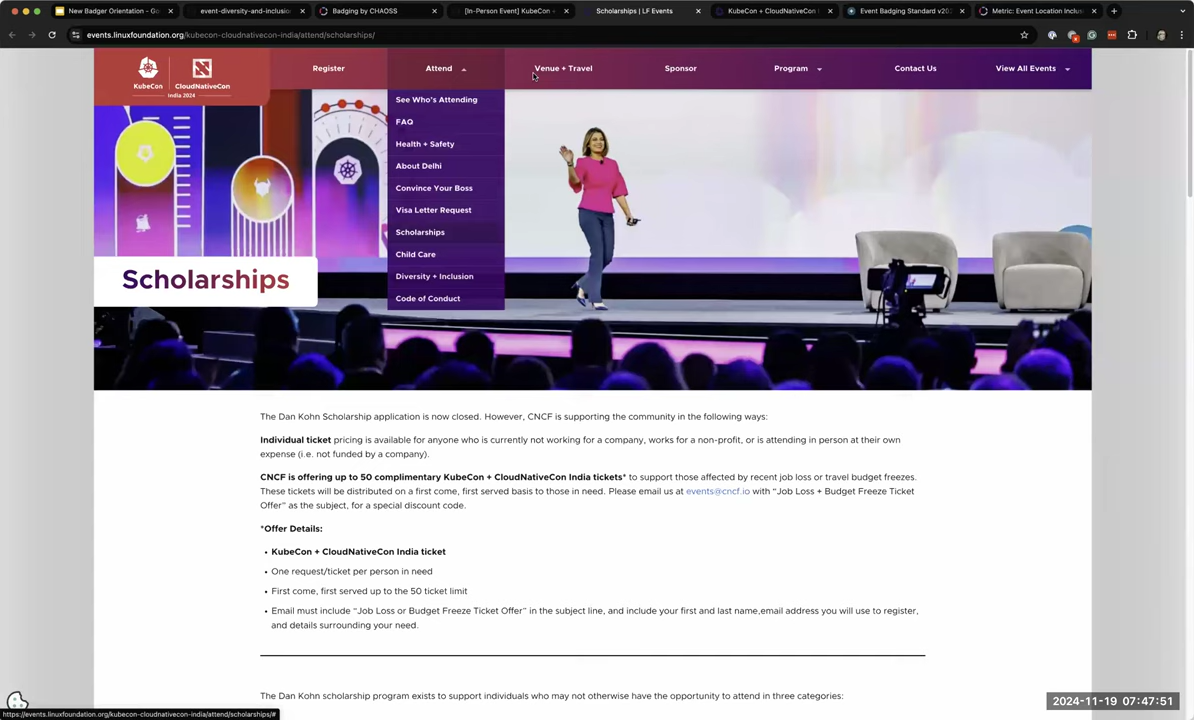 New Badger Orientation - Go
event-diversity-and-inclusion
Badging by CHAOSS
[In-Person Event] KubeCon +
Scholarships | LF Events
KubeCon + CloudNativeCon
Event Badging Standard v202
Metric: Event Location Inclus
events.linuxfoundation.org/kubecon-cloudnativecon-india/attend/scholarships/
KubeCon CloudNativeCon
India 2024
Register
Attend
Venue + Travel
Sponsor
Program
Contact Us
View All Events
See Who's Attending
FAQ
Health + Safety
About Delhi
Convince Your Boss
Visa Letter Request
Scholarships
Child Care
Diversity + Inclusion
Code of Conduct
Scholarships
The Dan Kohn Scholarship application is now closed. However, CNCF is supporting the community in the following ways:
Individual ticket pricing is available for anyone who is currently not working for a company, works for a non-profit, or is attending in person at their own
expense (i.e. not funded by a company).
CNCF is offering up to 50 complimentary KubeCon + CloudNativeCon India tickets* to support those affected by recent job loss or travel budget freezes.
These tickets will be distributed on a first come, first served basis to those in need. Please email us at events@cncf.io with “Job Loss + Budget Freeze Ticket
Offer” as the subject, for a special discount code.
*Offer Details:
• KubeCon + CloudNativeCon India ticket
• One request/ticket per person in need
• First come, first served up to the 50 ticket limit
• Email must include “Job Loss or Budget Freeze Ticket Offer” in the subject line, and include your first and last name,email address you will use to register,
and details surrounding your need.
The Dan Kohn scholarship program exists to support individuals who may not otherwise have the opportunity to attend in three categories:
2024-11-19 07:47:51
https://events.linuxfoundation.org/kubecon-cloudnativecon-india/attend/scholarships/#